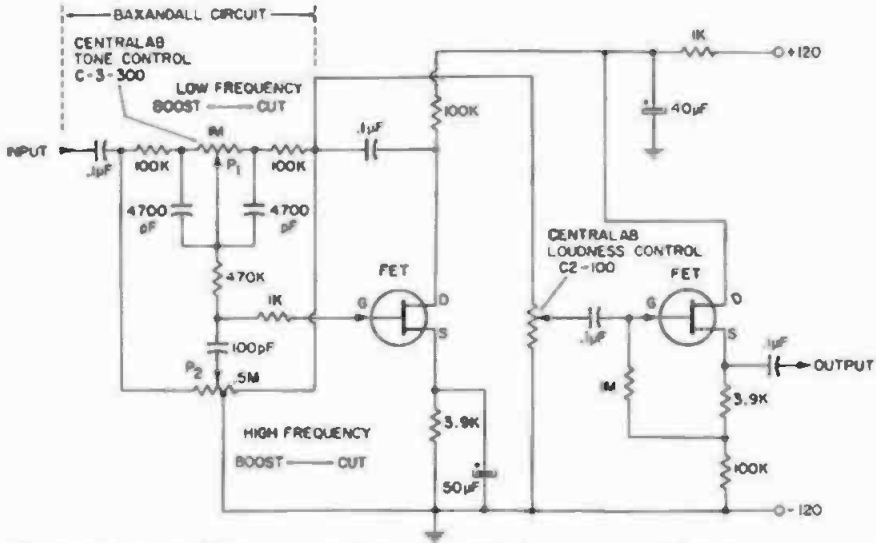 BAXANDALL CIRCUIT
CENTRALAB
TONE CONTROL
C-3-300
LOW FREQUENCY
BOOST CUT
1K
+120
40µF
100K
.1µF
INPUT
.1µF
100K
1M
P1
100K
4700
pF
4700
pF
470K
1K
FET
G
D
S
CENTRALAB
LOUDNESS CONTROL
C2-100
FET
G
D
S
.1µF
.1µF
OUTPUT
100pF
P2
.5M
1M
3.9K
3.9K
HIGH FREQUENCY
BOOST CUT
50µF
100K
-120